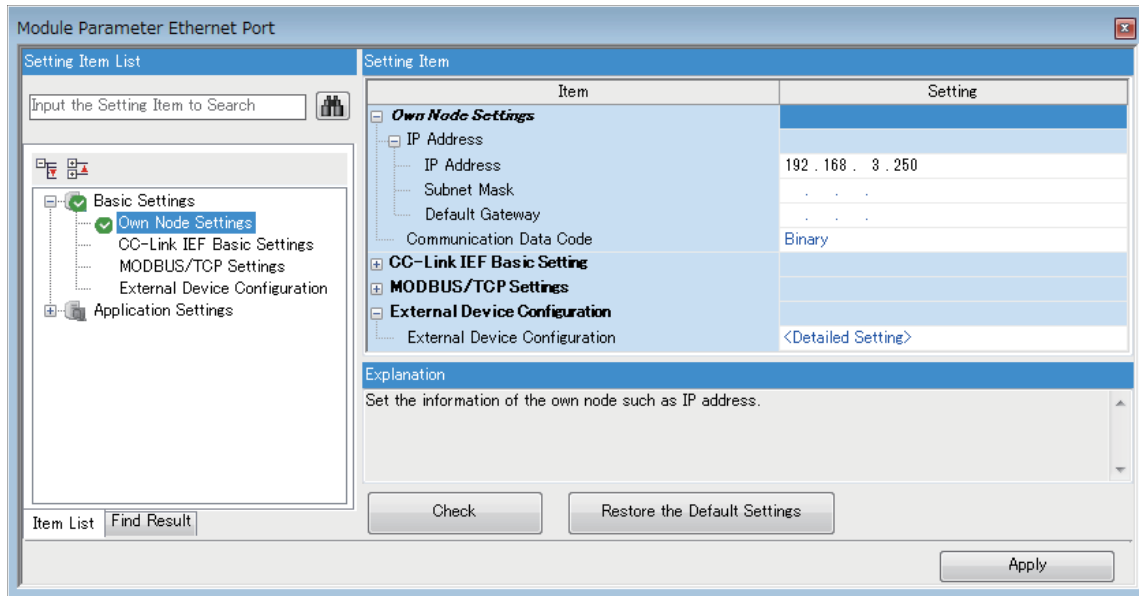 Module Parameter Ethernet Port
Setting Item List
Input the Setting Item to Search
Basic Settings
Own Node Settings
CC-Link IEF Basic Settings
MODBUS/TCP Settings
External Device Configuration
Application Settings
Item List Find Result
Setting Item
Item Setting
Own Node Settings
IP Address
IP Address 192 . 168 . 3 . 250
Subnet Mask . . .
Default Gateway . . .
Communication Data Code Binary
CC-Link IEF Basic Setting
MODBUS/TCP Settings
External Device Configuration
External Device Configuration <Detailed Setting>
Explanation
Set the information of the own node such as IP address.
Check Restore the Default Settings
Apply